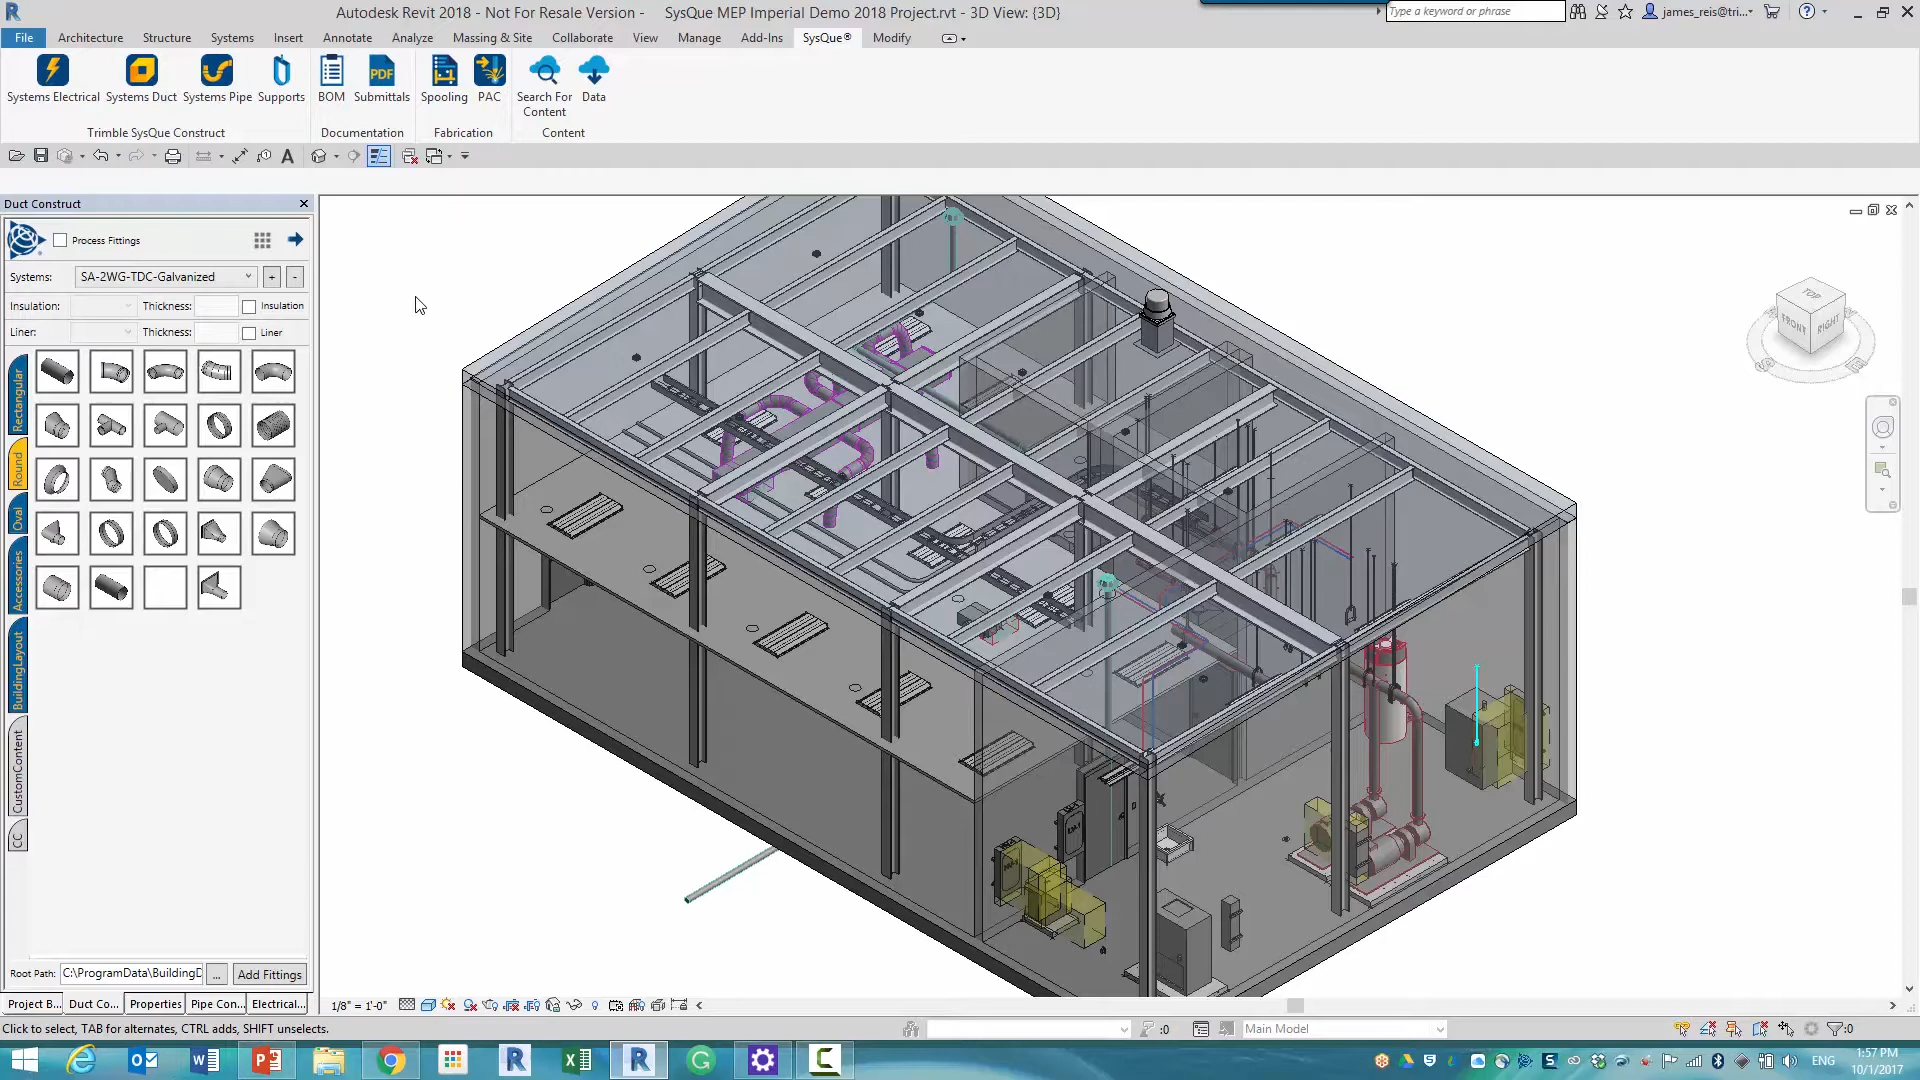 Autodesk Revit 2018 - Not For Resale Version - SysQue MEP Imperial Demo 2018 Project.rvt - 3D View: {3D}
Type a keyword or phrase
james_reis@tri...
File Architecture Structure Systems Insert Annotate Analyze Massing & Site Collaborate View Manage Add-Ins SysQue® Modify
Systems Electrical Systems Duct Systems Pipe Supports BOM Submittals Spooling PAC Search For Content Data
PDF
Trimble SysQue Construct Documentation Fabrication Content
Duct Construct
Process Fittings
Systems: SA-2WG-TDC-Galvanized + -
Insulation: Thickness: Insulation
Liner: Thickness: Liner
Rectangular
Round
Oval
Accessories
BuildingLayout
CustomContent
CC
TOP
FRONT
RIGHT
Root Path: C:\ProgramData\BuildingD ... Add Fittings
Project B... Duct Co... Properties Pipe Con... Electrical...
1/8" = 1'-0"
Click to select, TAB for alternates, CTRL adds, SHIFT unselects.
:0
Main Model
:0
ENG
1:57 PM
10/1/2017